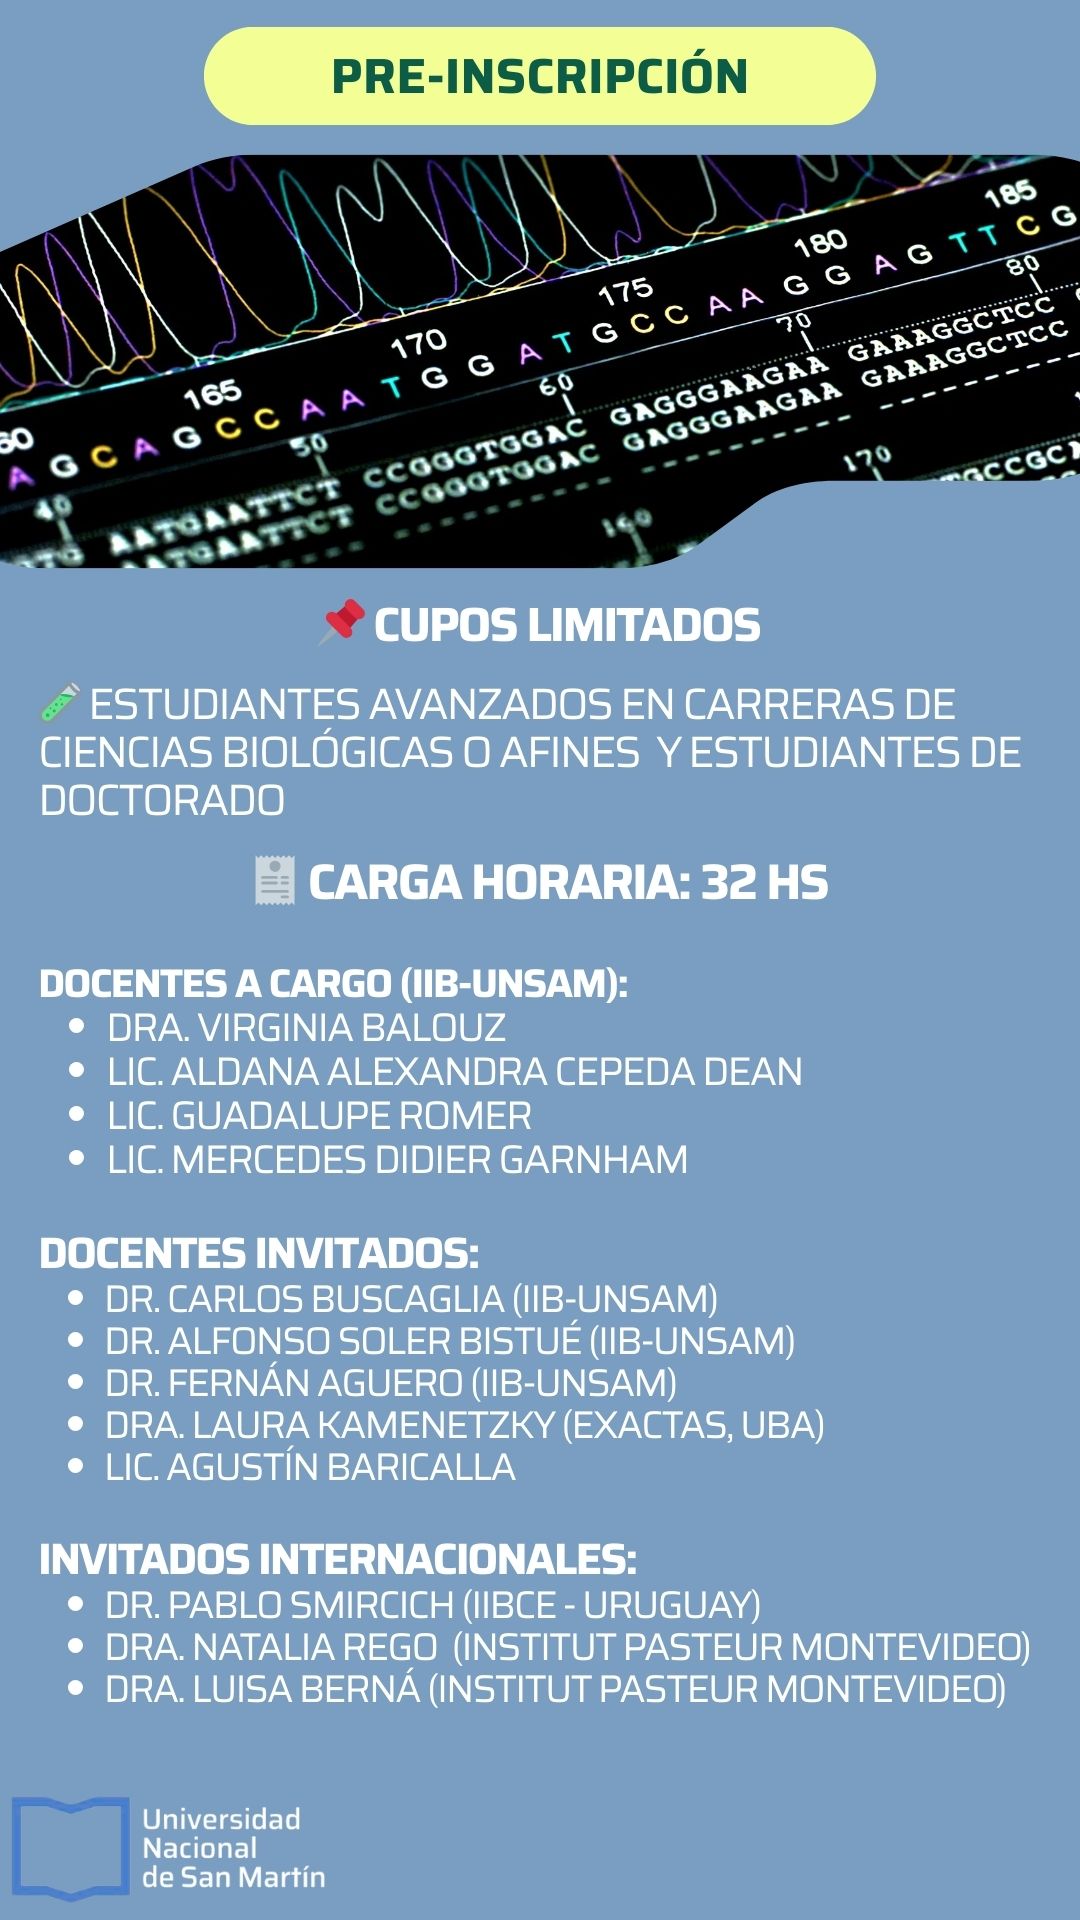 PRE-INSCRIPCIÓN
165 170 175 180 185
A G C A G C C A A T G G A T G C C A A G G A G T T C G
40 50 60 70 80
AATGAATTCT CCGGGTGGAC GAGGGAAGAA GAAAGGCTCC
AATGAATTCT CCGGGTGGAC GAGGGAAGAA GAAAGGCTCC
160 170
📌 CUPOS LIMITADOS
🧪 ESTUDIANTES AVANZADOS EN CARRERAS DE
CIENCIAS BIOLÓGICAS O AFINES Y ESTUDIANTES DE
DOCTORADO
🧾 CARGA HORARIA: 32 HS
DOCENTES A CARGO (IIB-UNSAM):
• DRA. VIRGINIA BALOUZ
• LIC. ALDANA ALEXANDRA CEPEDA DEAN
• LIC. GUADALUPE ROMER
• LIC. MERCEDES DIDIER GARNHAM
DOCENTES INVITADOS:
• DR. CARLOS BUSCAGLIA (IIB-UNSAM)
• DR. ALFONSO SOLER BISTUÉ (IIB-UNSAM)
• DR. FERNÁN AGUERO (IIB-UNSAM)
• DRA. LAURA KAMENETZKY (EXACTAS, UBA)
• LIC. AGUSTÍN BARICALLA
INVITADOS INTERNACIONALES:
• DR. PABLO SMIRCICH (IIBCE - URUGUAY)
• DRA. NATALIA REGO (INSTITUT PASTEUR MONTEVIDEO)
• DRA. LUISA BERNÁ (INSTITUT PASTEUR MONTEVIDEO)
Universidad
Nacional
de San Martín